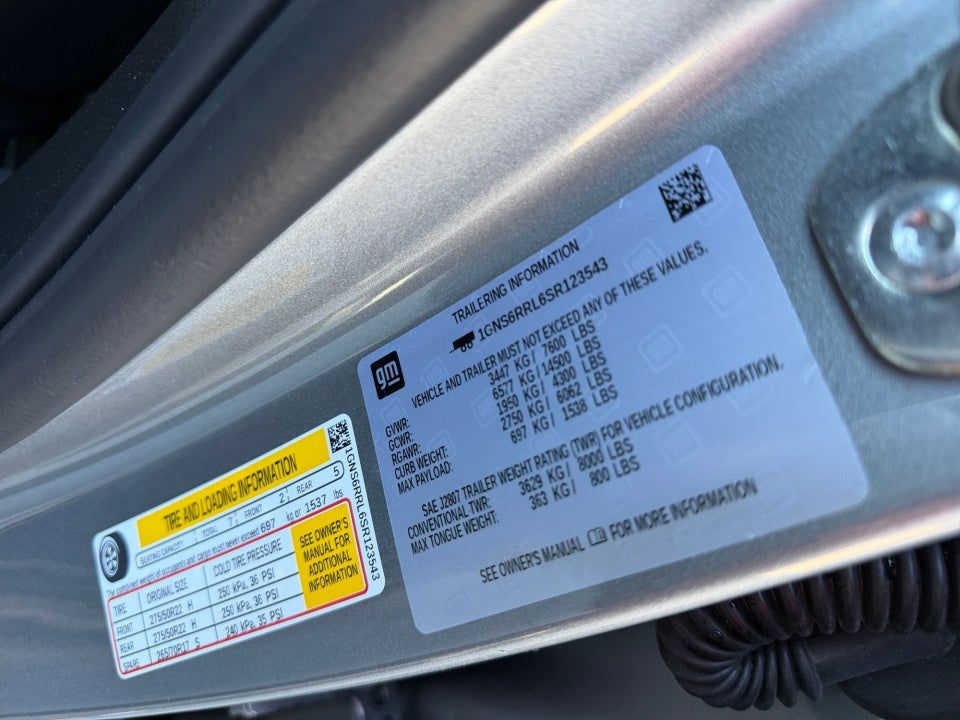 gm
TRAILERING INFORMATION
1GNS6RRL6SR123543
VEHICLE AND TRAILER MUST NOT EXCEED ANY OF THESE VALUES.
GVWR: 3447 KG/ 7600 LBS
GCWR: 6577 KG/ 14500 LBS
RGAWR: 1950 KG/ 4300 LBS
CURB WEIGHT: 2750 KG/ 6062 LBS
MAX PAYLOAD: 697 KG/ 1538 LBS
SAE J2807 TRAILER WEIGHT RATING (TWR) FOR VEHICLE CONFIGURATION.
CONVENTIONAL TWR: 3629 KG/ 8000 LBS
MAX TONGUE WEIGHT: 363 KG/ 800 LBS
SEE OWNER'S MANUAL FOR MORE INFORMATION
TIRE AND LOADING INFORMATION
SEATING CAPACITY TOTAL 7 FRONT 2 REAR 5
The combined weight of occupants and cargo must never exceed 697 kg or 1537 lbs
TIRE ORIGINAL SIZE COLD TIRE PRESSURE
FRONT 275/50R22 H 250 kPa, 36 PSI
REAR 275/50R22 H 250 kPa, 36 PSI
SPARE 265/70R17 S 240 kPa, 35 PSI
SEE OWNER'S
MANUAL FOR
ADDITIONAL
INFORMATION
1GNS6RRL6SR123543